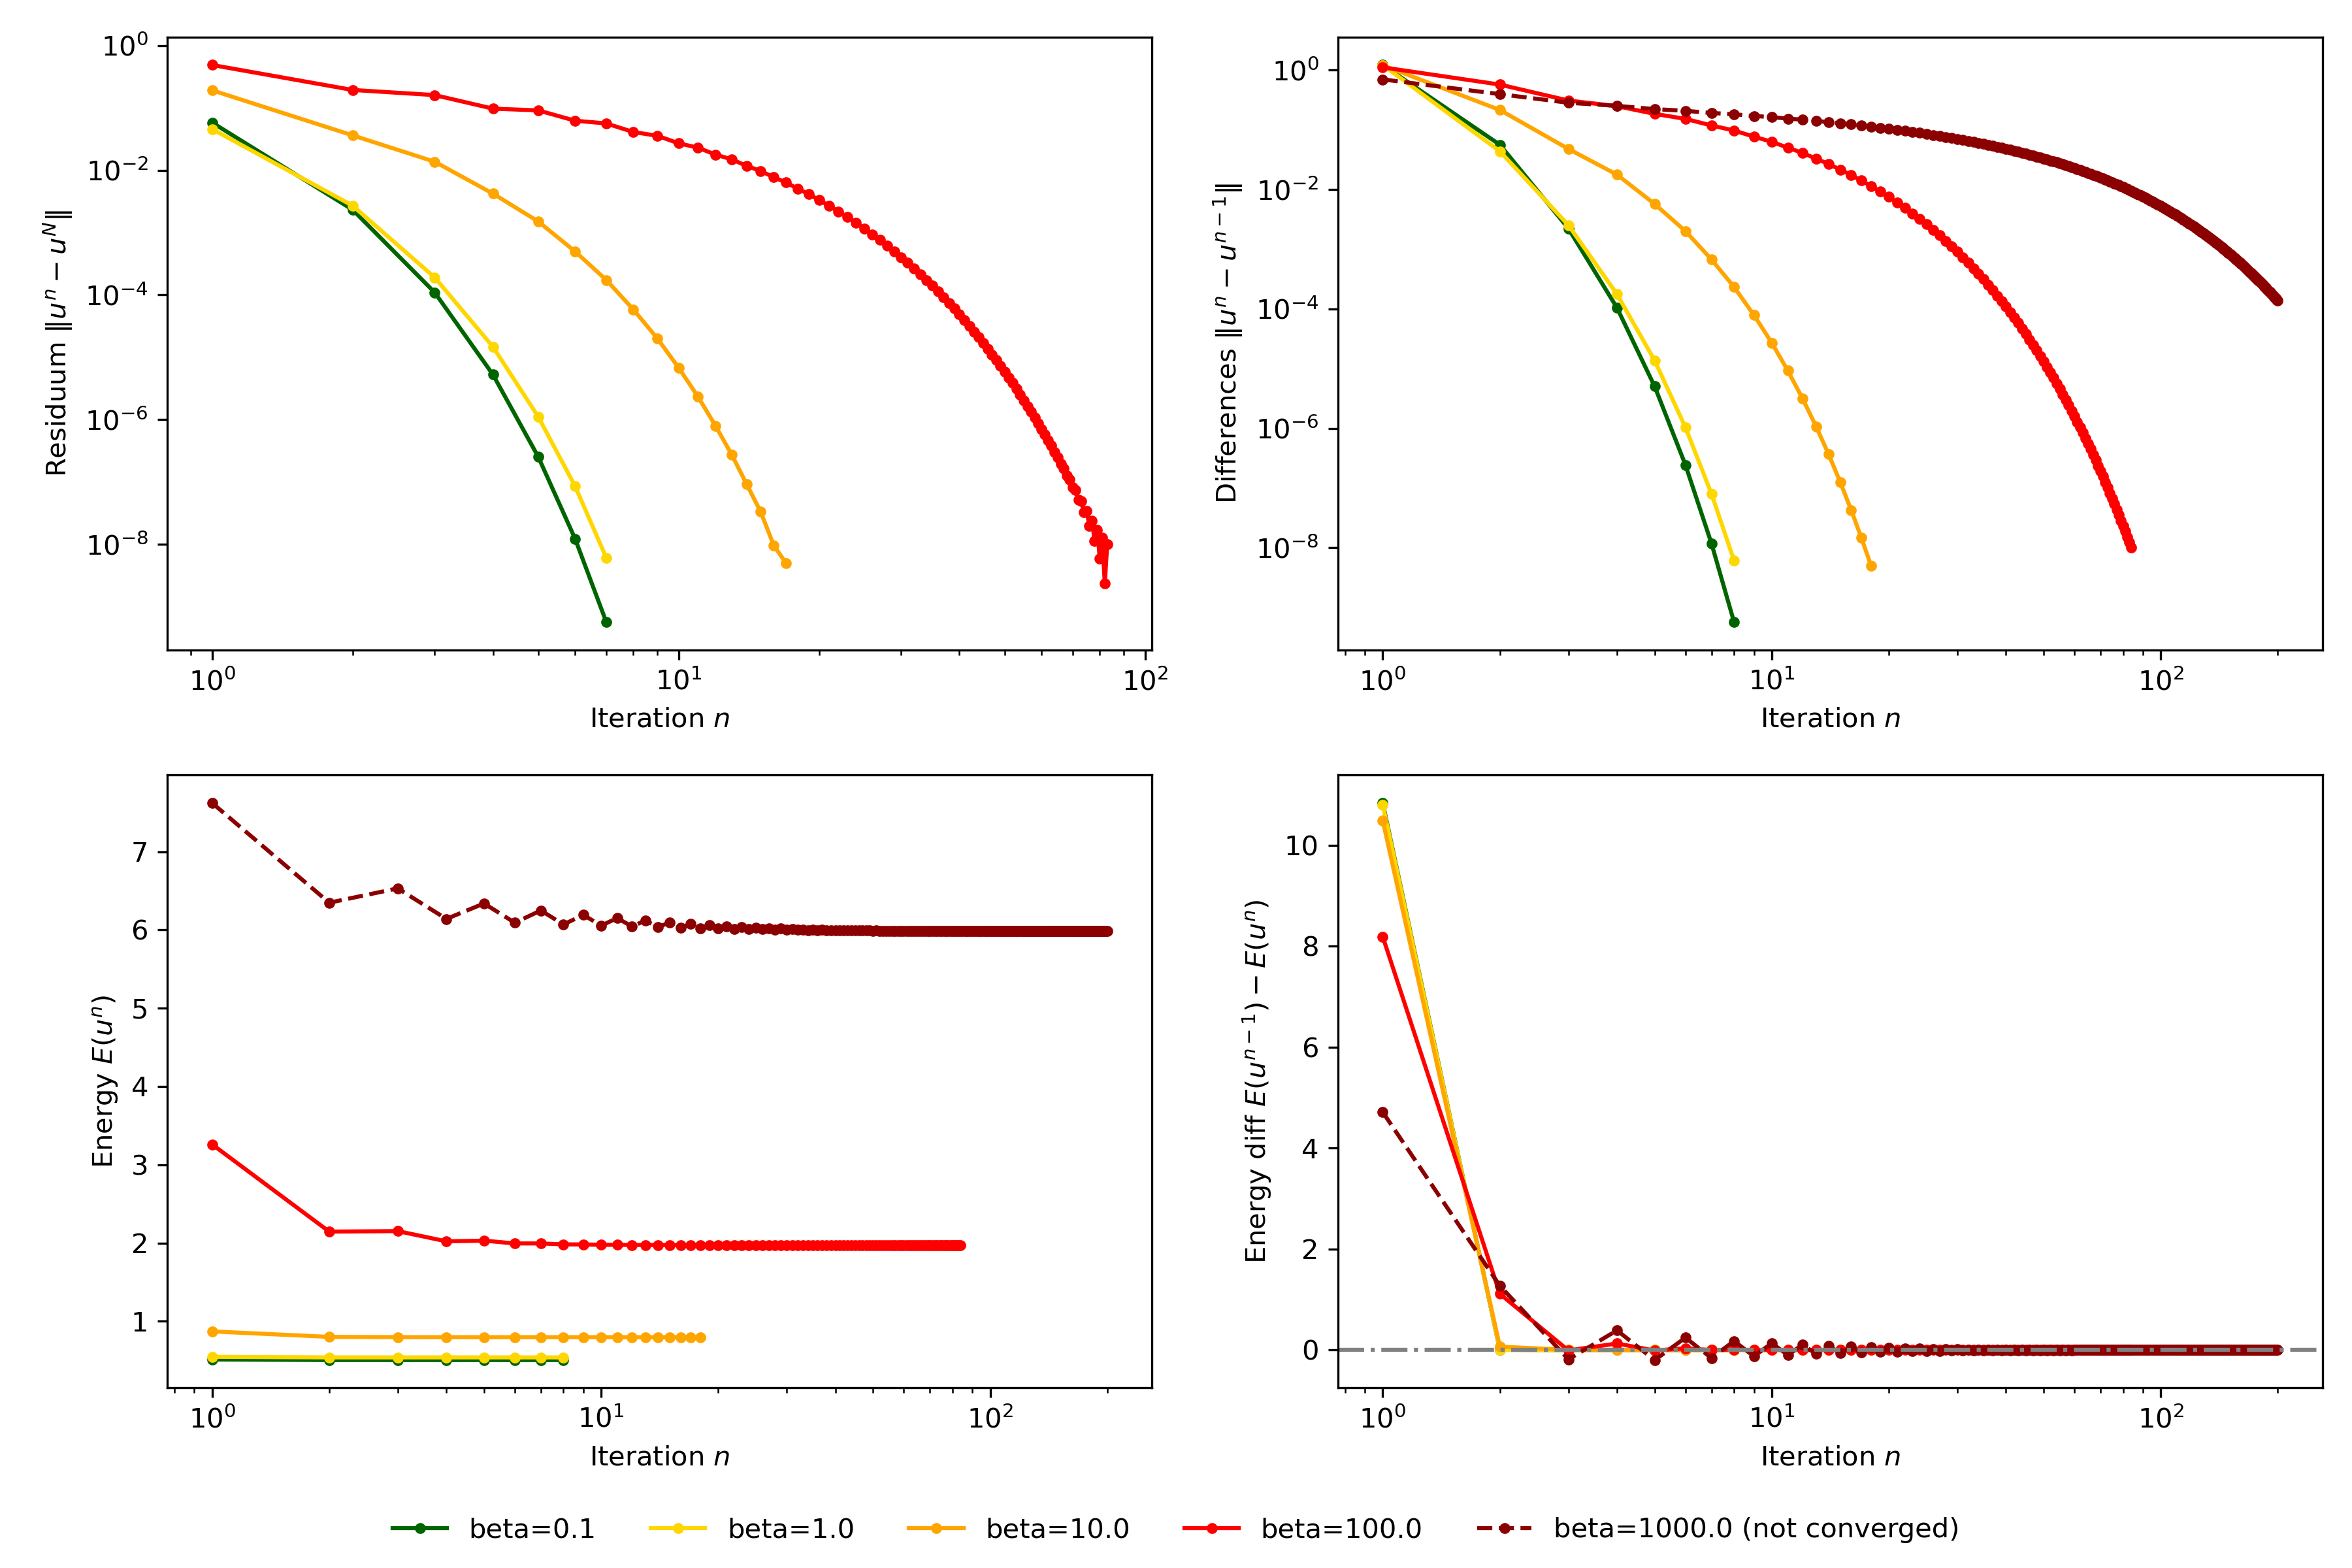 10^0
10^-2
10^-4
10^-6
10^-8
Residuum ‖u^n − u^N‖
10^0 10^1 10^2
Iteration n
10^0
10^-2
10^-4
10^-6
10^-8
Differences ‖u^n − u^{n−1}‖
10^0 10^1 10^2
Iteration n
7
6
5
4
3
2
1
Energy E(u^n)
10^0 10^1 10^2
Iteration n
10
8
6
4
2
0
Energy diff E(u^{n−1}) − E(u^n)
10^0 10^1 10^2
Iteration n
beta=0.1 beta=1.0 beta=10.0 beta=100.0 beta=1000.0 (not converged)